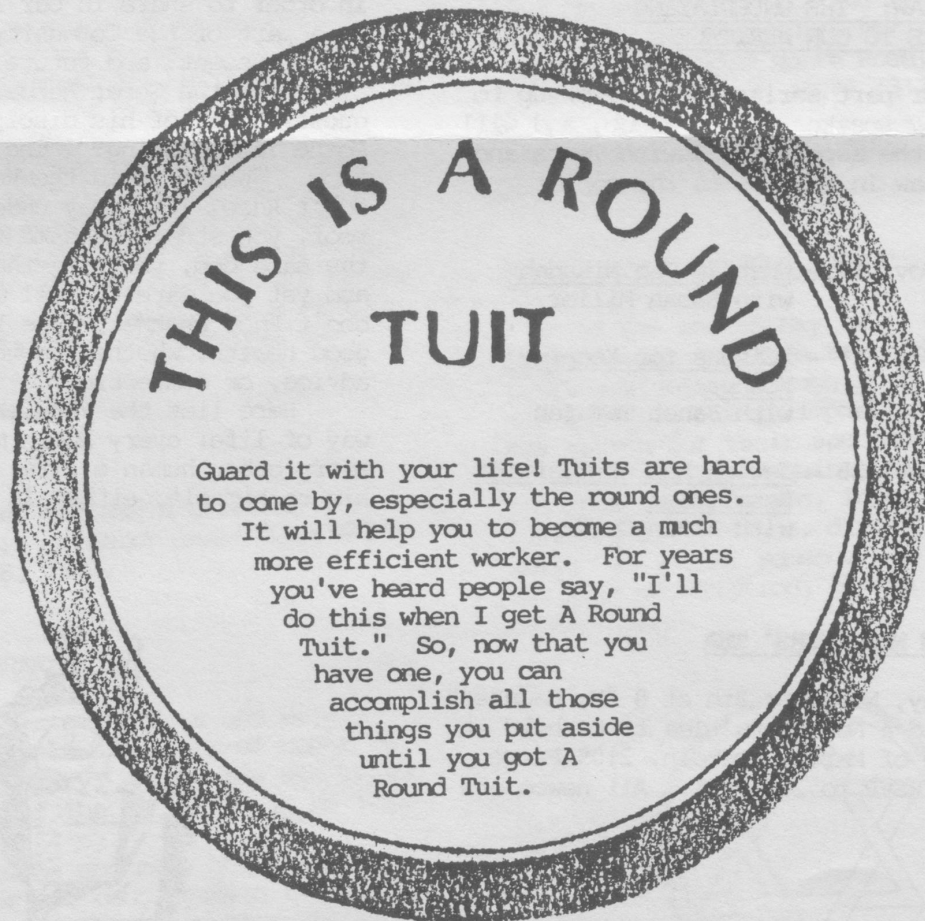 THIS IS A ROUND
TUIT
Guard it with your life! Tuits are hard
to come by, especially the round ones.
It will help you to become a much
more efficient worker. For years
you've heard people say, "I'll
do this when I get A Round
Tuit." So, now that you
have one, you can
accomplish all those
things you put aside
until you got A
Round Tuit.